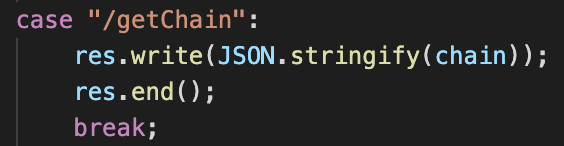 case "/getChain":
res.write(JSON.stringify(chain));
res.end();
break;